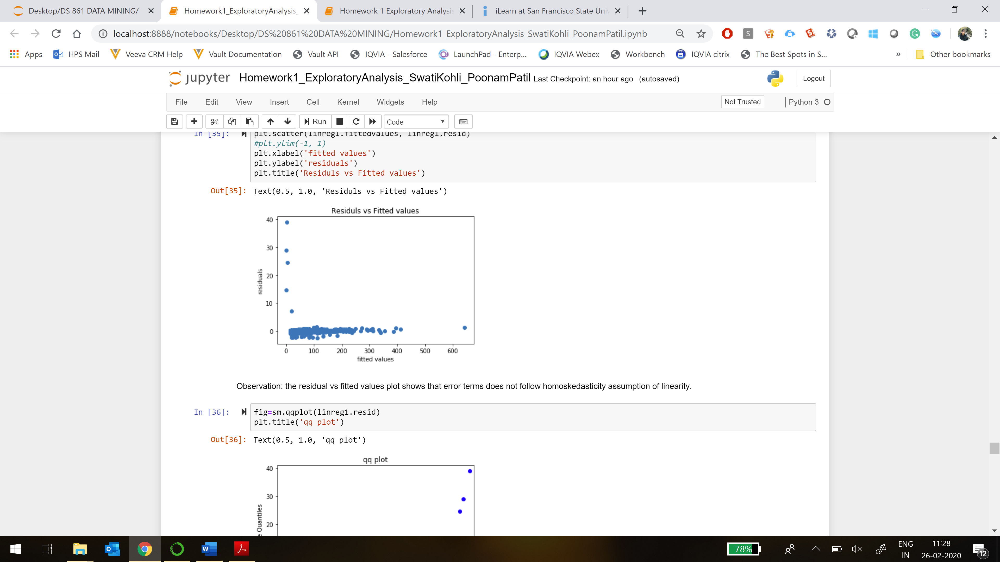 Desktop/DS 861 DATA MINING/
Homework1_ExploratoryAnalysis_
Homework 1 Exploratory Analysis
iLearn at San Francisco State Univ
localhost:8888/notebooks/Desktop/DS%20861%20DATA%20MINING/Homework1_ExploratoryAnalysis_SwatiKohli_PoonamPatil.ipynb
Apps HPS Mail Veeva CRM Help Vault Documentation Vault API IQVIA - Salesforce LaunchPad - Enterp... IQVIA Webex Workbench IQVIA citrix The Best Spots in S... » Other bookmarks
jupyter Homework1_ExploratoryAnalysis_SwatiKohli_PoonamPatil Last Checkpoint: an hour ago (autosaved)
Logout
File Edit View Insert Cell Kernel Widgets Help
Not Trusted Python 3
Run Code
In [35]: plt.scatter(linreg1.fittedvalues, linreg1.resid)
#plt.ylim(-1, 1)
plt.xlabel('fitted values')
plt.ylabel('residuals')
plt.title('Residuls vs Fitted values')
Out[35]: Text(0.5, 1.0, 'Residuls vs Fitted values')
Residuls vs Fitted values
40
30
20
10
0
residuals
0 100 200 300 400 500 600
fitted values
Observation: the residual vs fitted values plot shows that error terms does not follow homoskedasticity assumption of linearity.
In [36]: fig=sm.qqplot(linreg1.resid)
plt.title('qq plot')
Out[36]: Text(0.5, 1.0, 'qq plot')
qq plot
40
30
20
Quantiles
78%
ENG
IN
11:28
26-02-2020
12